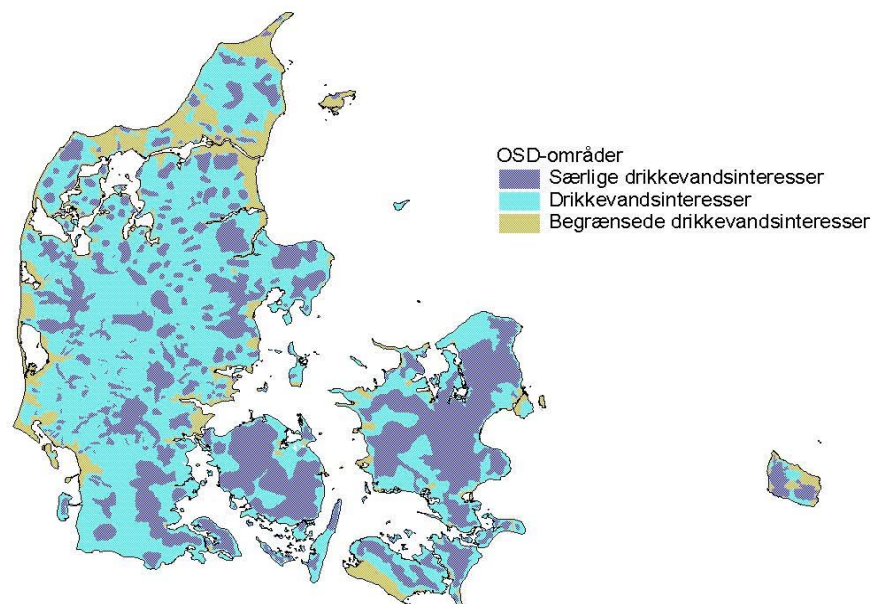 OSD-områder
Særlige drikkevandsinteresser
Drikkevandsinteresser
Begrænsede drikkevandsinteresser